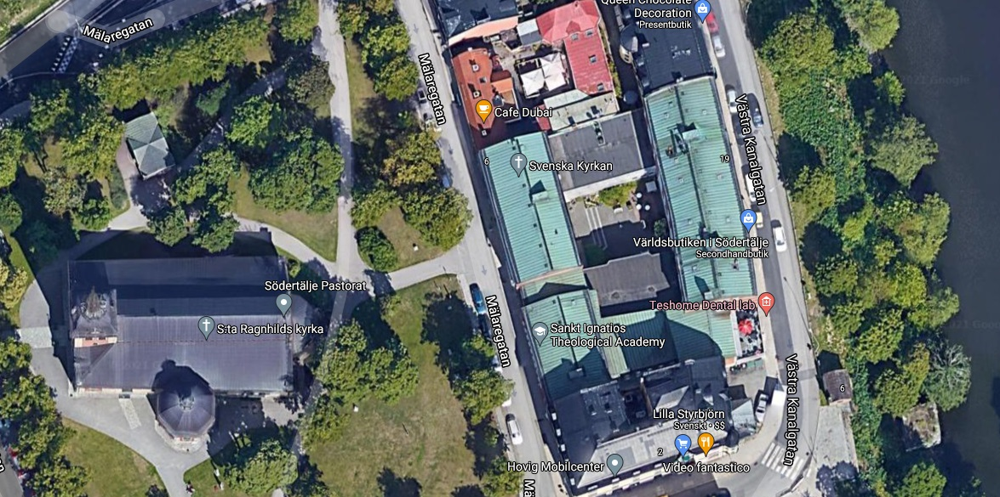 Queen Chocolate
Decoration
Presentbutik
Mälaregatan
Mälaregatan
Cafe Dubai
Västra Kanalgatan
6
Svenska Kyrkan
19
Världsbutiken i Södertälje
Secondhandbutik
Södertälje Pastorat
S:ta Ragnhilds kyrka
Teshome Dental lab
Mälaregatan
Sankt Ignatios
Theological Academy
Västra Kanalgatan
6
Lilla Styrbjörn
Svenskt • $$
2
Hovig Mobilcenter
Video fantastico
Mä